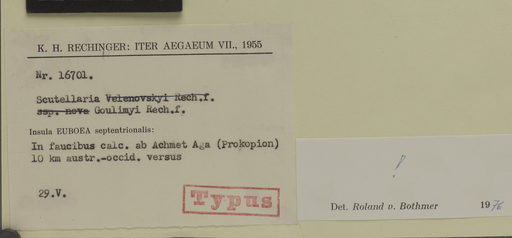 K. H. RECHINGER: ITER AEGAEUM VII., 1955
Nr. 16701.
Scutellaria Velenovskyi Rech.f.
ssp. nova Goulimyi Rech.f.
Insula EUBOEA septentrionalis:
In faucibus calc. ab Achmet Aga (Prokopion)
10 km austr.-occid. versus
29.V.
Typus
!
Det. Roland v. Bothmer 1976